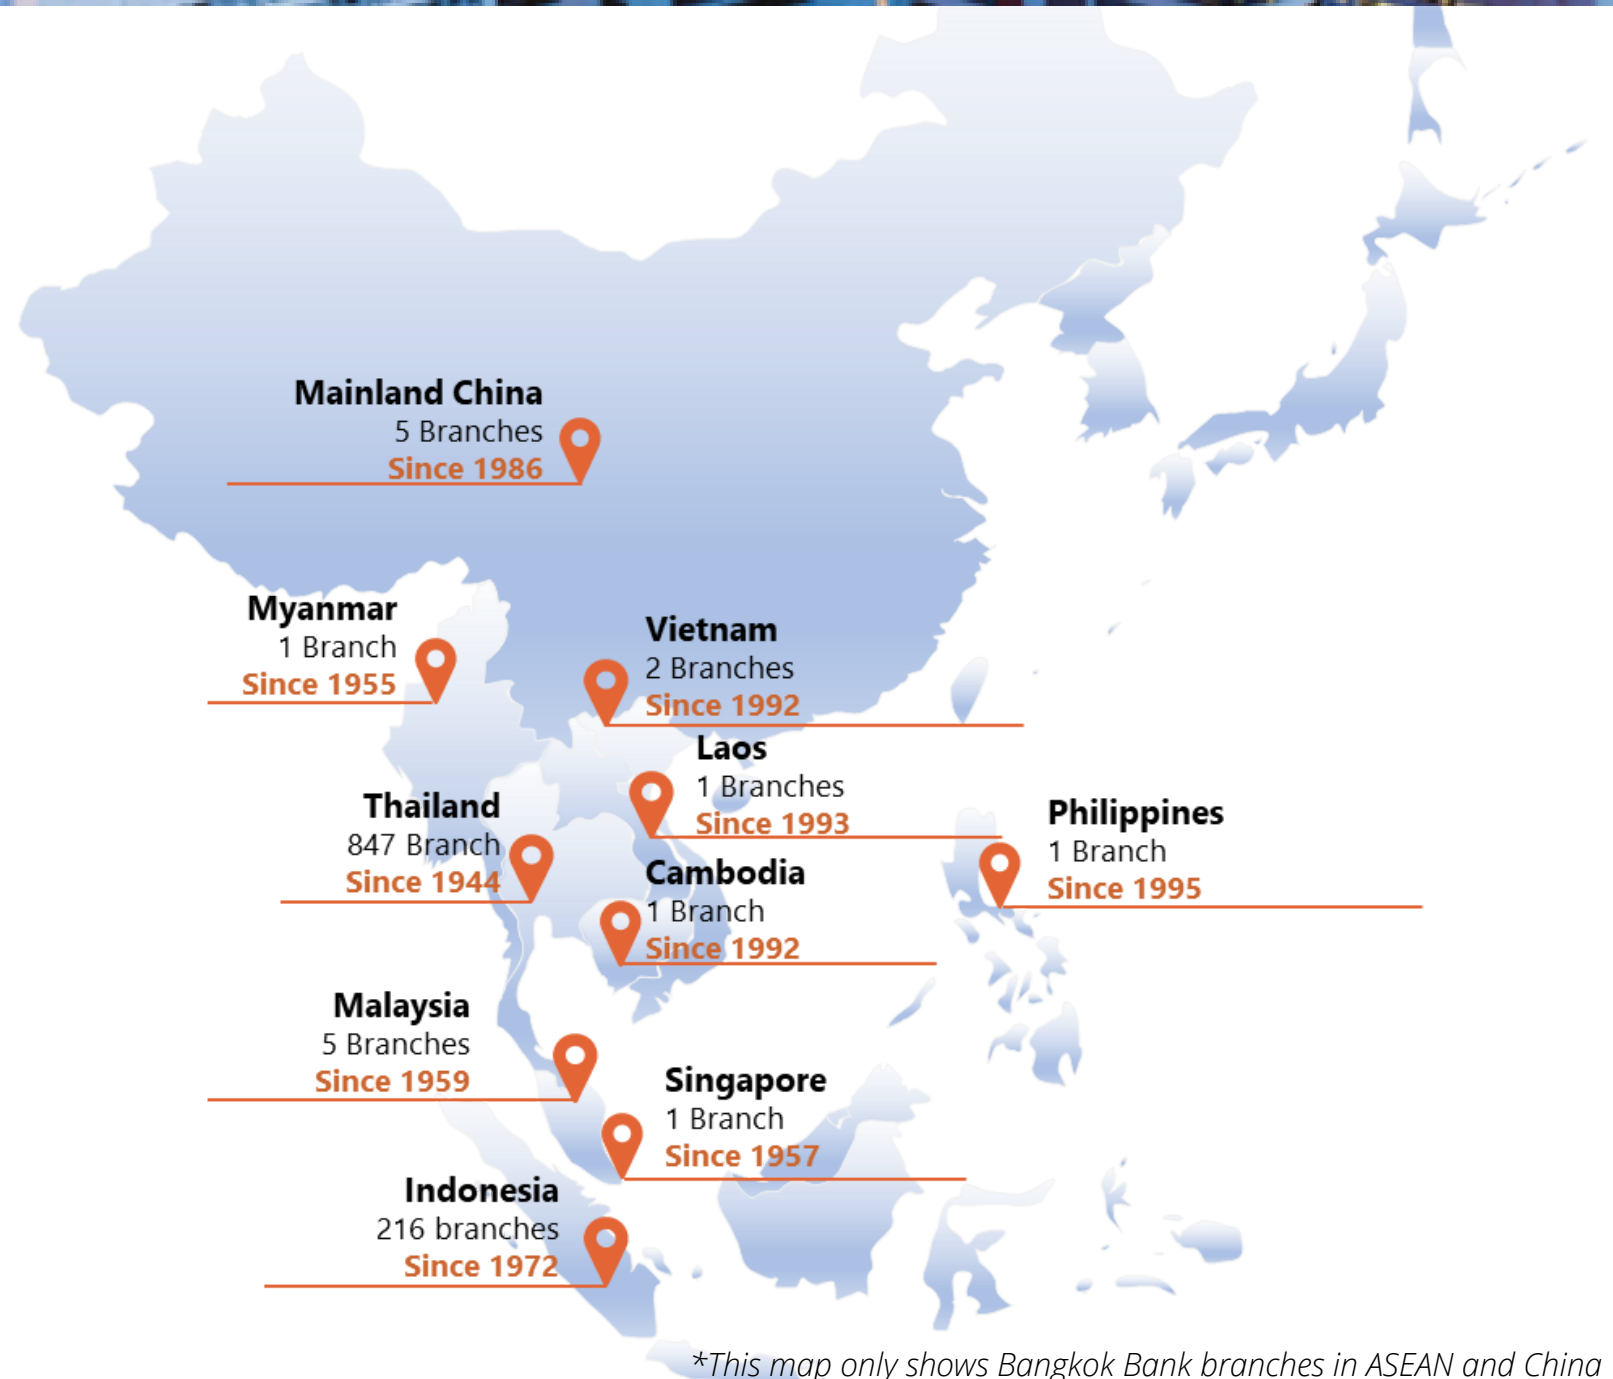 Mainland China
5 Branches
Since 1986
Myanmar
1 Branch
Since 1955
Vietnam
2 Branches
Since 1992
Laos
1 Branches
Since 1993
Thailand
847 Branch
Since 1944
Philippines
1 Branch
Since 1995
Cambodia
1 Branch
Since 1992
Malaysia
5 Branches
Since 1959
Singapore
1 Branch
Since 1957
Indonesia
216 branches
Since 1972
*This map only shows Bangkok Bank branches in ASEAN and China